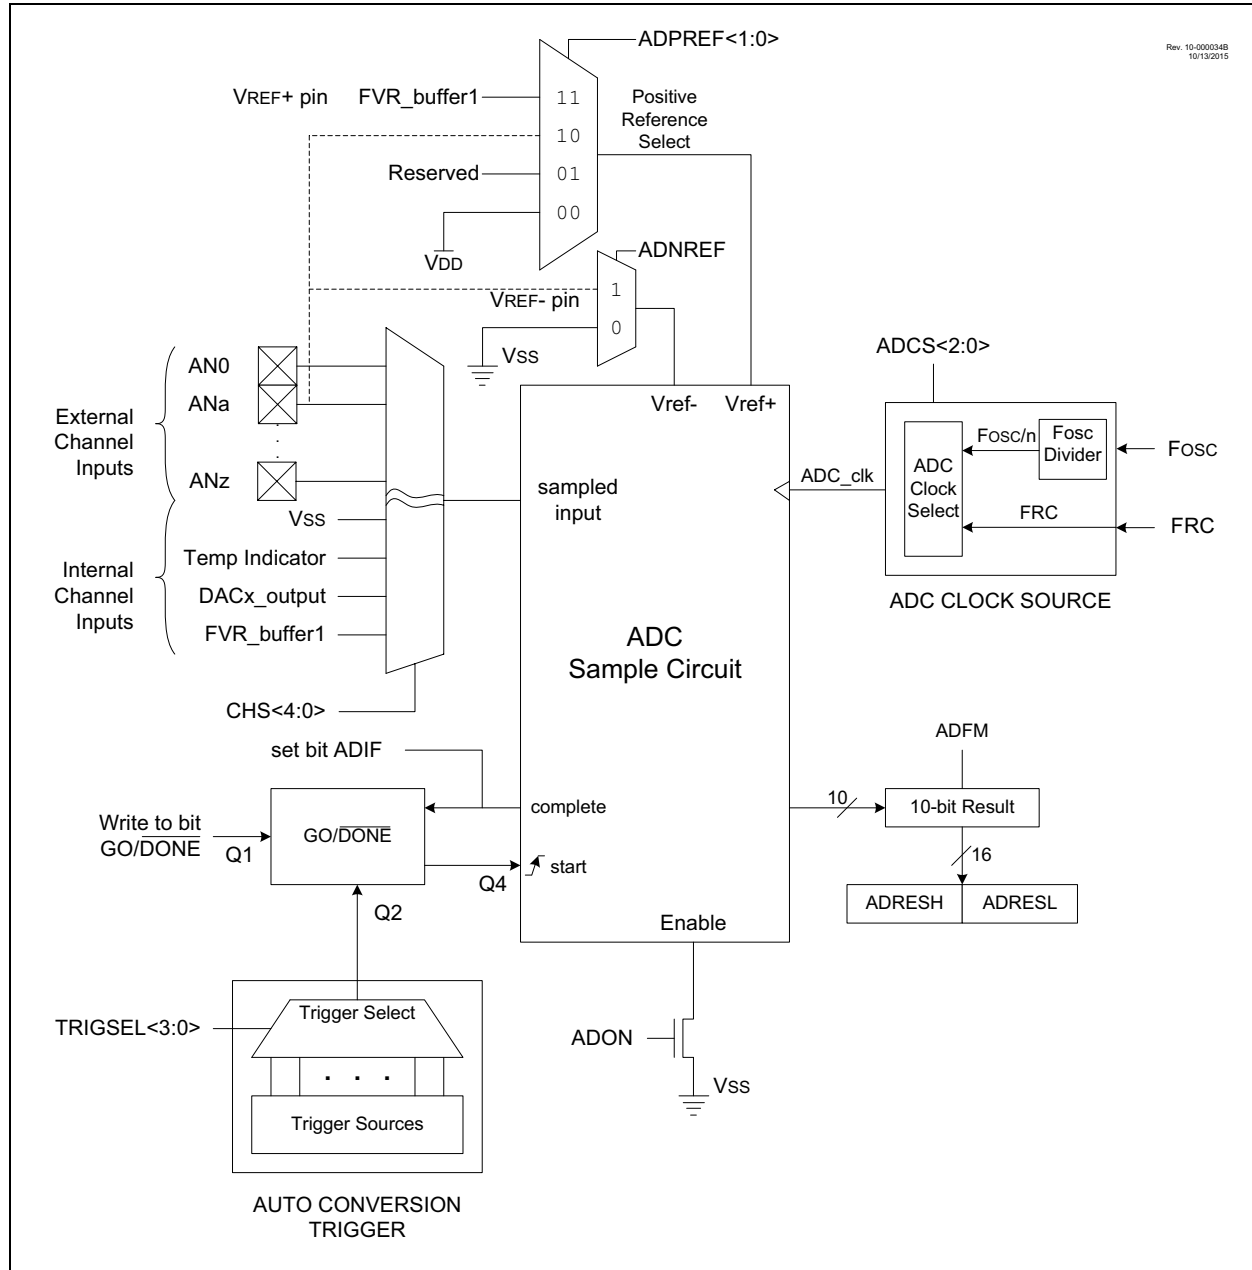 Rev. 10-000034B
10/13/2015
ADPREF<1:0>
VREF+ pin
FVR_buffer1
11
Positive
Reference
Select
10
Reserved
01
00
VDD
ADNREF
VREF- pin
1
0
VSS
ADCS<2:0>
AN0
ANa
External
Channel
Inputs
.
.
.
ANz
Vref-
Vref+
FOSC/n
Fosc
Divider
FOSC
ADC
Clock
Select
ADC_clk
sampled
input
FRC
FRC
VSS
Temp Indicator
Internal
Channel
Inputs
DACx_output
FVR_buffer1
ADC CLOCK SOURCE
ADC
Sample Circuit
CHS<4:0>
set bit ADIF
ADFM
complete
10
10-bit Result
Write to bit
GO/DONE
Q1
GO/DONE
start
Q4
16
Q2
ADRESH
ADRESL
Enable
Trigger Select
TRIGSEL<3:0>
ADON
. . .
VSS
Trigger Sources
AUTO CONVERSION
TRIGGER